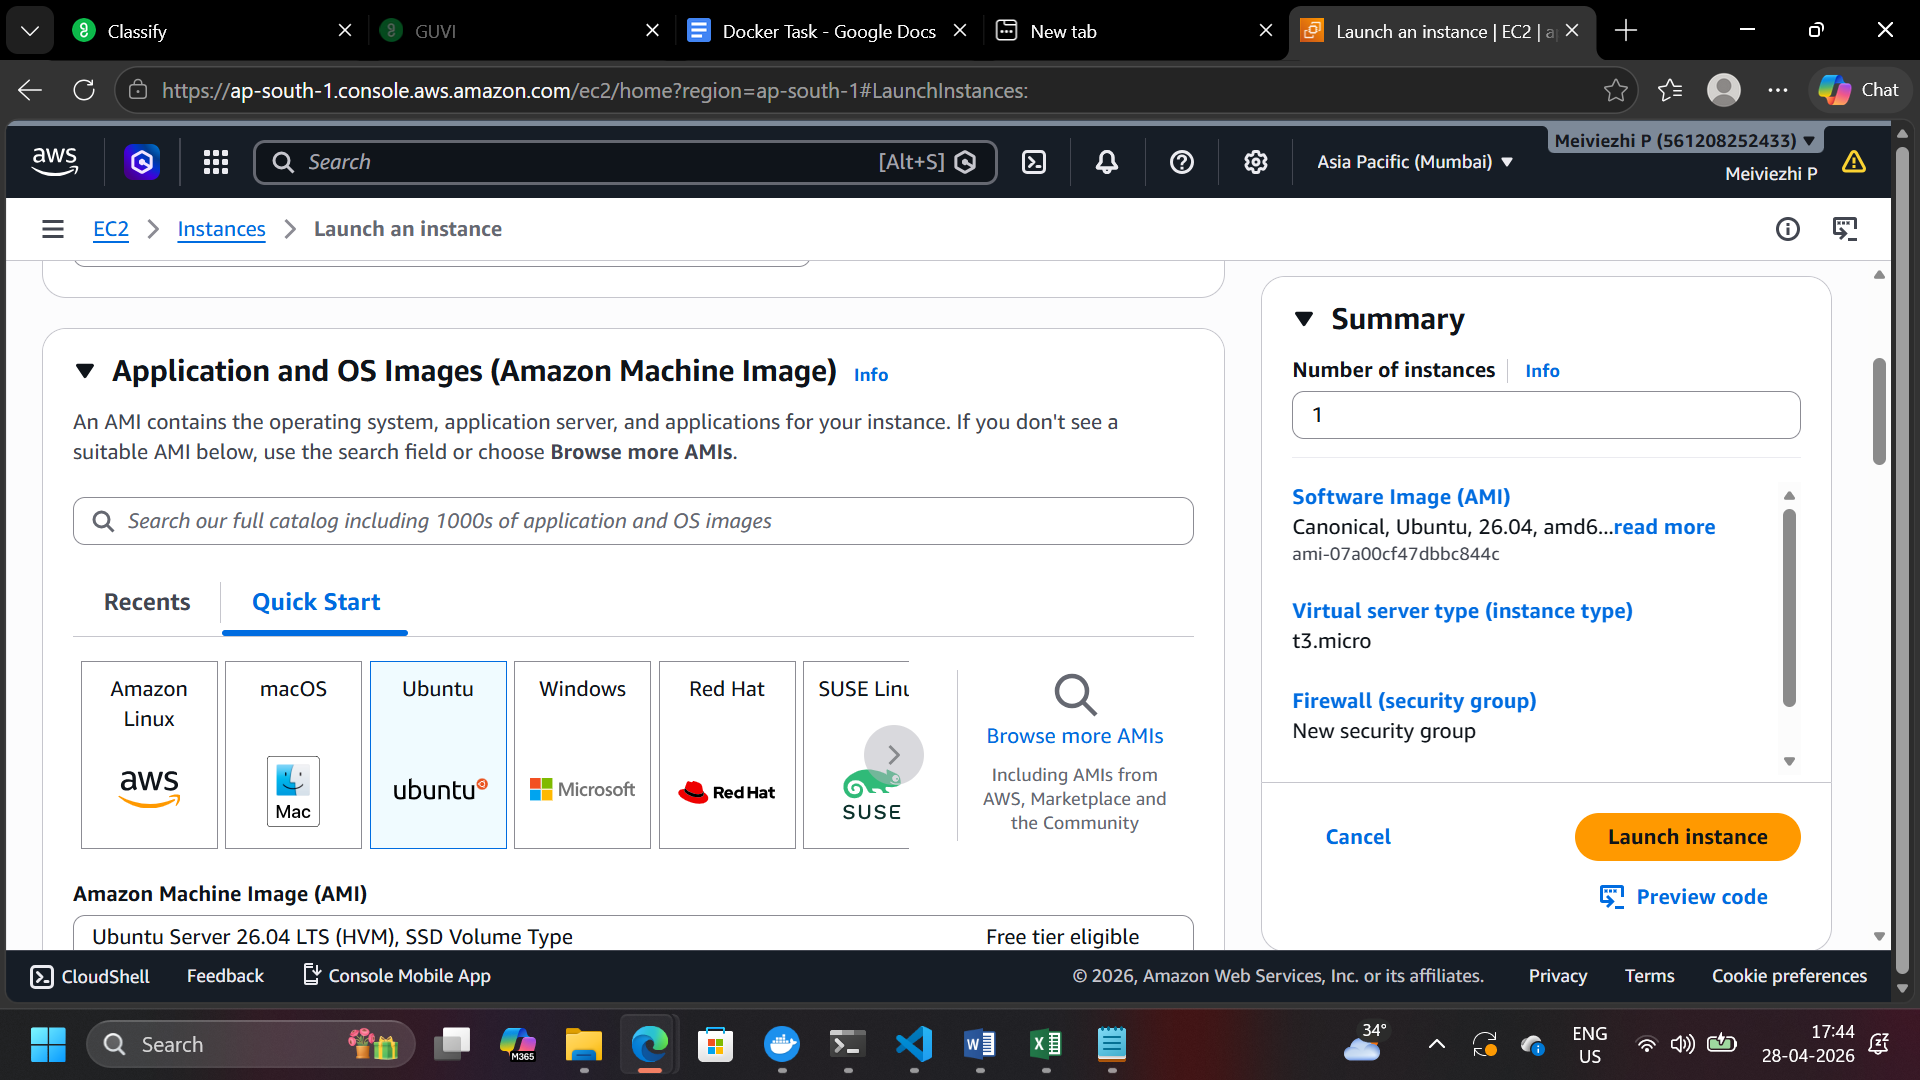 Classify
GUVI
Docker Task - Google Docs
New tab
Launch an instance | EC2 | a
https://ap-south-1.console.aws.amazon.com/ec2/home?region=ap-south-1#LaunchInstances:
Chat
aws
Search
[Alt+S]
Asia Pacific (Mumbai)
Meiviezhi P (561208252433)
Meiviezhi P
EC2
Instances
Launch an instance
Application and OS Images (Amazon Machine Image)
Info
An AMI contains the operating system, application server, and applications for your instance. If you don't see a
suitable AMI below, use the search field or choose Browse more AMIs.
Search our full catalog including 1000s of application and OS images
Recents
Quick Start
Amazon
Linux
aws
macOS
Mac
Ubuntu
ubuntu
Windows
Microsoft
Red Hat
Red Hat
SUSE Linu
SUSE
Browse more AMIs
Including AMIs from
AWS, Marketplace and
the Community
Amazon Machine Image (AMI)
Ubuntu Server 26.04 LTS (HVM), SSD Volume Type
Free tier eligible
Summary
Number of instances
Info
1
Software Image (AMI)
Canonical, Ubuntu, 26.04, amd6...read more
ami-07a00cf47dbbc844c
Virtual server type (instance type)
t3.micro
Firewall (security group)
New security group
Cancel
Launch instance
Preview code
CloudShell
Feedback
Console Mobile App
© 2026, Amazon Web Services, Inc. or its affiliates.
Privacy
Terms
Cookie preferences
Search
M365
34°
ENG
US
17:44
28-04-2026